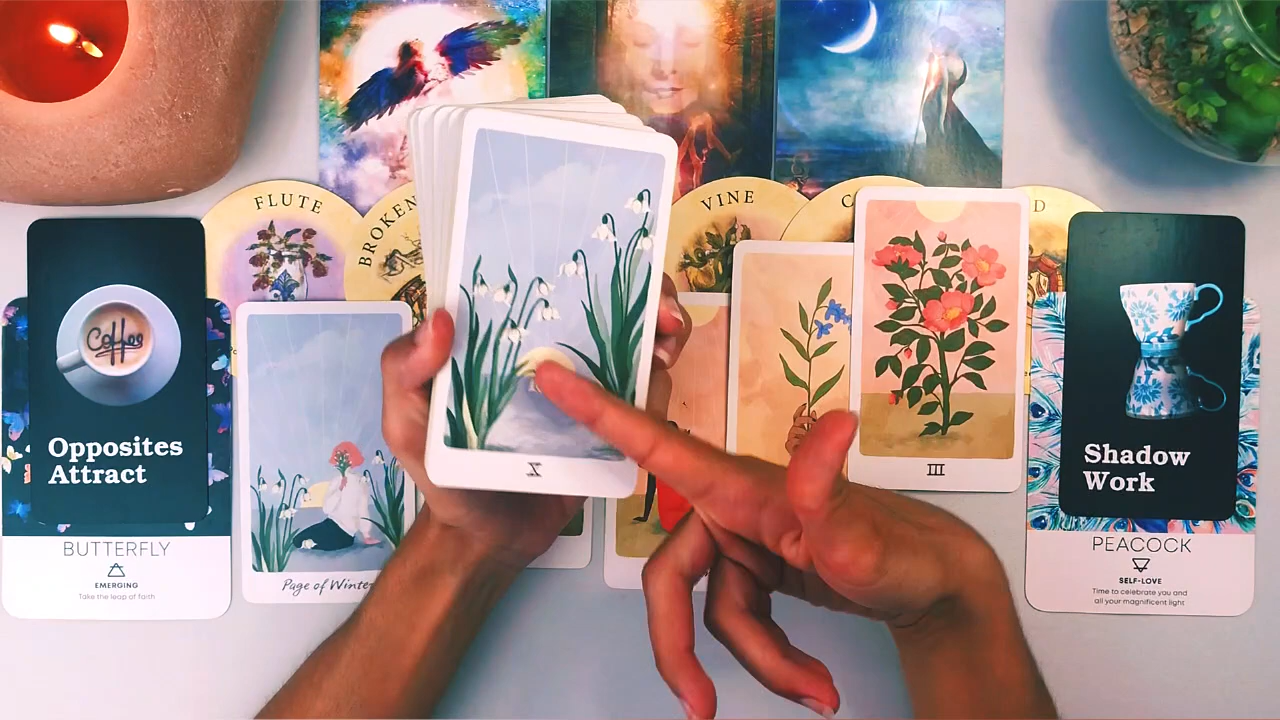 FLUTE
BROKEN
VINE
C
D
Coffee
Opposites
Attract
BUTTERFLY
EMERGING
Take the leap of faith
Page of Winter
X
III
Shadow
Work
PEACOCK
SELF-LOVE
Time to celebrate you and
all your magnificent light